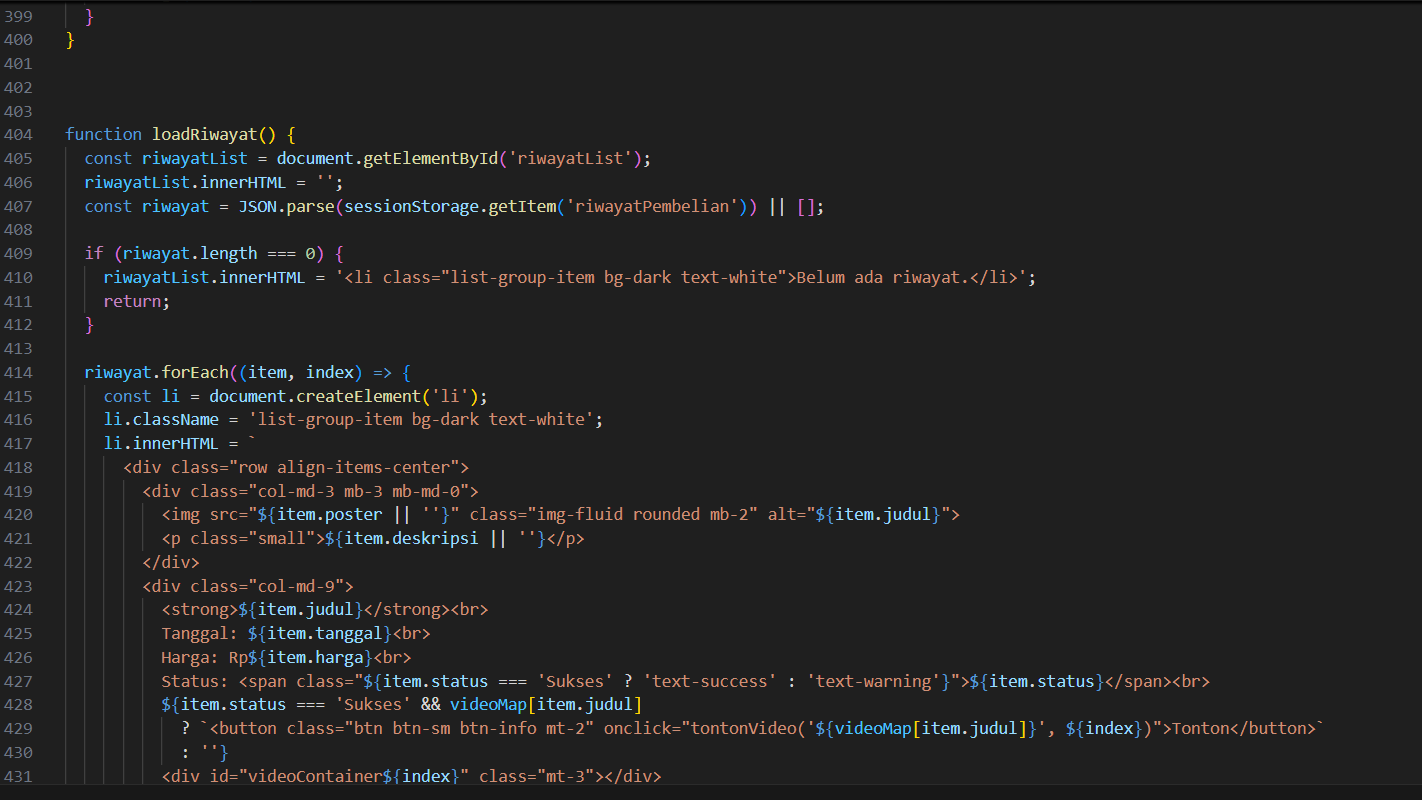 399 }
400 }
401
402
403
404 function loadRiwayat() {
405 const riwayatList = document.getElementById('riwayatList');
406 riwayatList.innerHTML = '';
407 const riwayat = JSON.parse(sessionStorage.getItem('riwayatPembelian')) || [];
408
409 if (riwayat.length === 0) {
410 riwayatList.innerHTML = '<li class="list-group-item bg-dark text-white">Belum ada riwayat.</li>';
411 return;
412 }
413
414 riwayat.forEach((item, index) => {
415 const li = document.createElement('li');
416 li.className = 'list-group-item bg-dark text-white';
417 li.innerHTML = `
418 <div class="row align-items-center">
419 <div class="col-md-3 mb-3 mb-md-0">
420 <img src="${item.poster || ''}" class="img-fluid rounded mb-2" alt="${item.judul}">
421 <p class="small">${item.deskripsi || ''}</p>
422 </div>
423 <div class="col-md-9">
424 <strong>${item.judul}</strong><br>
425 Tanggal: ${item.tanggal}<br>
426 Harga: Rp${item.harga}<br>
427 Status: <span class="${item.status === 'Sukses' ? 'text-success' : 'text-warning'}">${item.status}</span><br>
428 ${item.status === 'Sukses' && videoMap[item.judul]
429 ? `<button class="btn btn-sm btn-info mt-2" onclick="tontonVideo('${videoMap[item.judul]}', ${index})">Tonton</button>`
430 : ''}
431 <div id="videoContainer${index}" class="mt-3"></div>